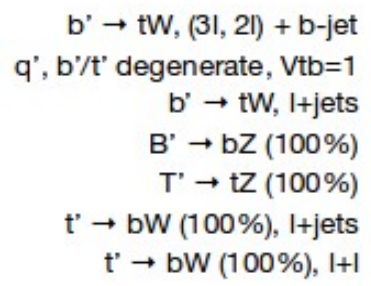 b’ → tW, (3l, 2l) + b-jet
q’, b’/t’ degenerate, Vtb=1
b’ → tW, l+jets
B’ → bZ (100%)
T’ → tZ (100%)
t’ → bW (100%), l+jets
t’ → bW (100%), l+l